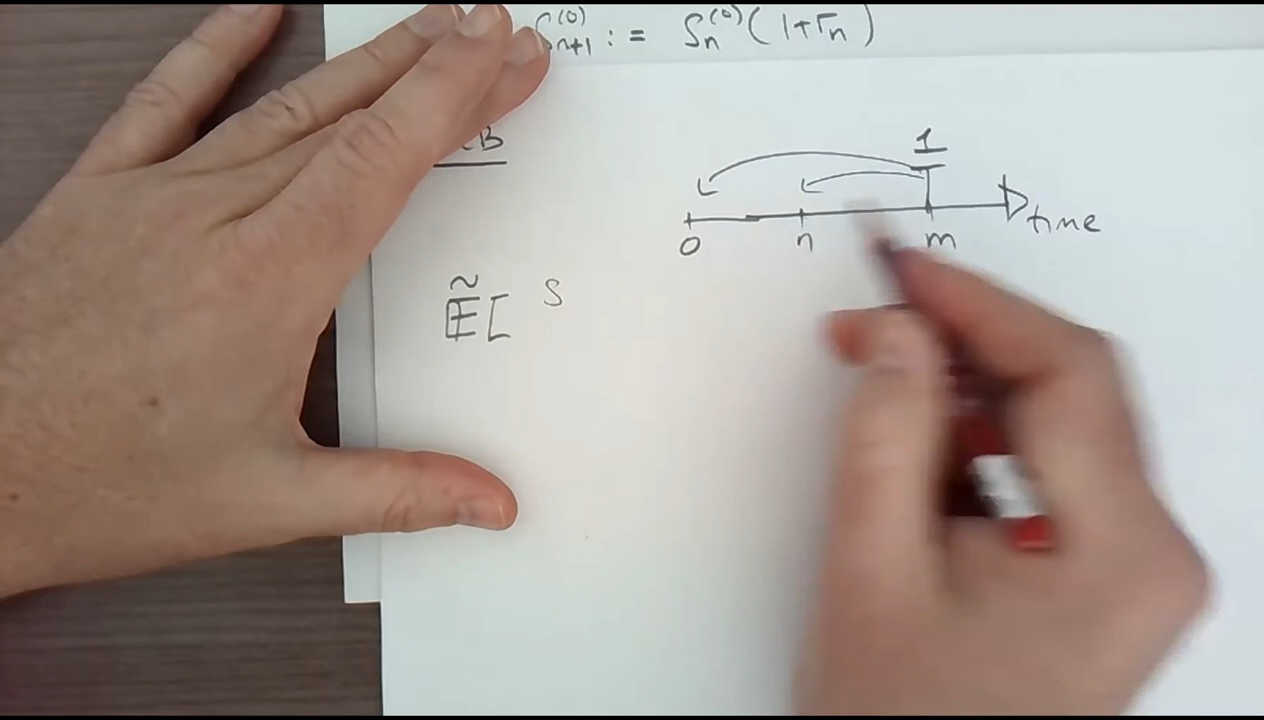 S_{n+1}^{(0)} := S_n^{(0)} (1+r_n)
B
1
0 n m time
Ẽ[ S